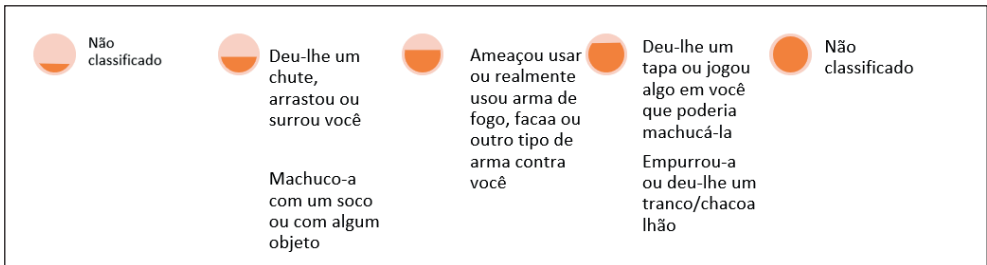 Não
classificado
Deu-lhe um
chute,
arrastou ou
surrou você
Machuco-a
com um soco
ou com algum
objeto
Ameaçou usar
ou realmente
usou arma de
fogo, facaa ou
outro tipo de
arma contra
você
Deu-lhe um
tapa ou jogou
algo em você
que poderia
machucá-la
Empurrou-a
ou deu-lhe um
tranco/chacoa
lhão
Não
classificado